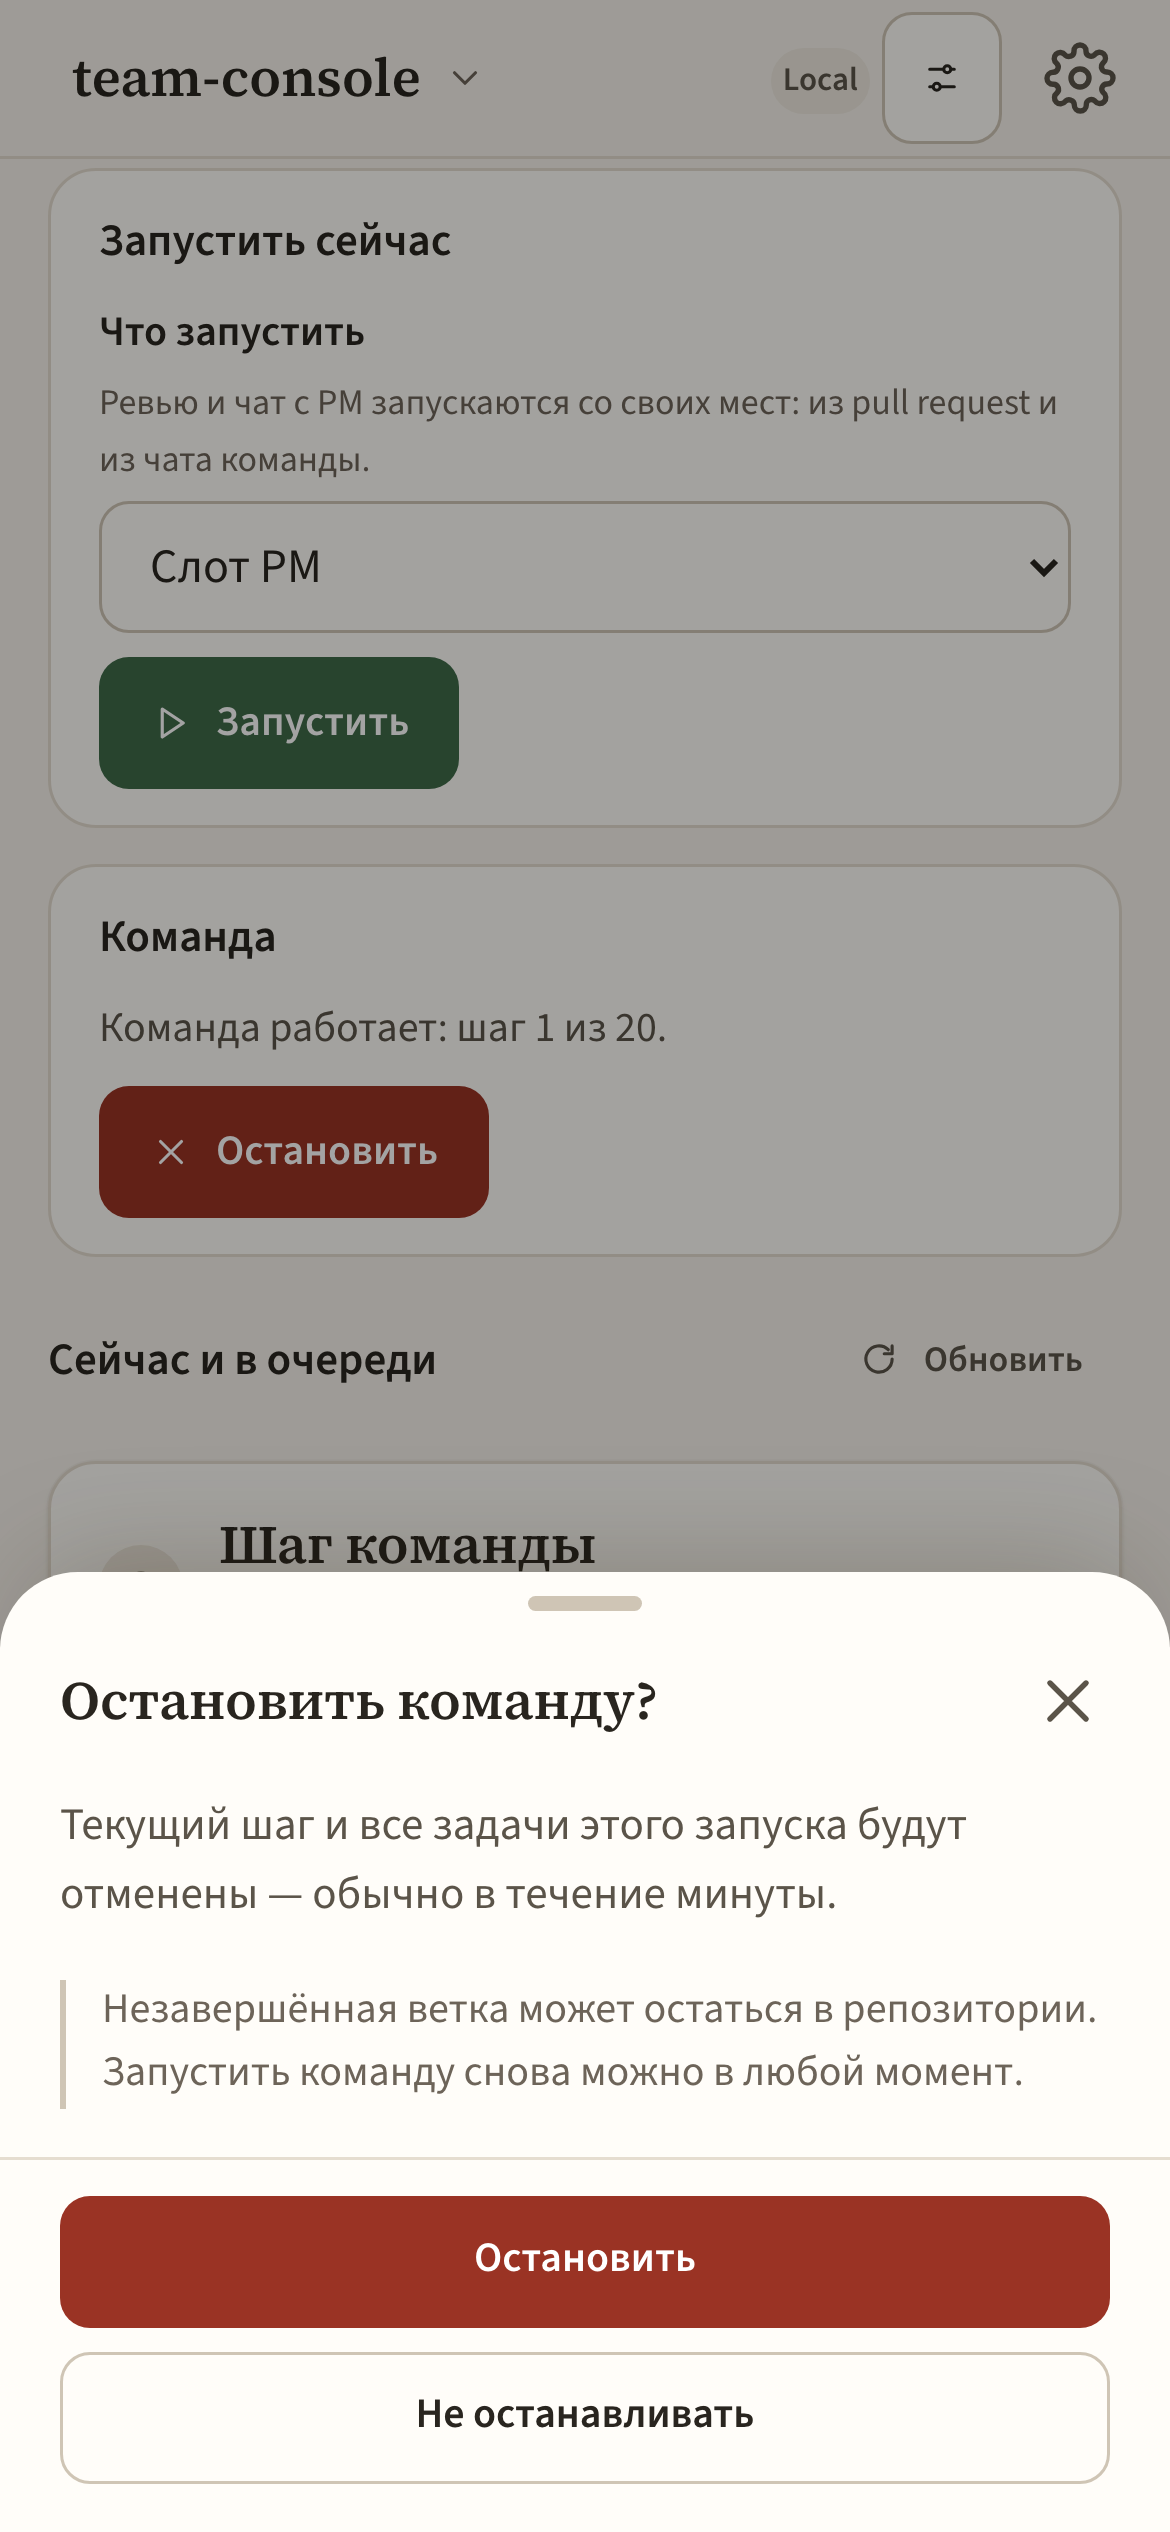 team-console
Local
Запустить сейчас
Что запустить
Ревью и чат с PM запускаются со своих мест: из pull request и
из чата команды.
Слот PM
Запустить
Команда
Команда работает: шаг 1 из 20.
Остановить
Сейчас и в очереди
Обновить
Шаг команды
Остановить команду?
Текущий шаг и все задачи этого запуска будут
отменены — обычно в течение минуты.
Незавершённая ветка может остаться в репозитории.
Запустить команду снова можно в любой момент.
Остановить
Не останавливать